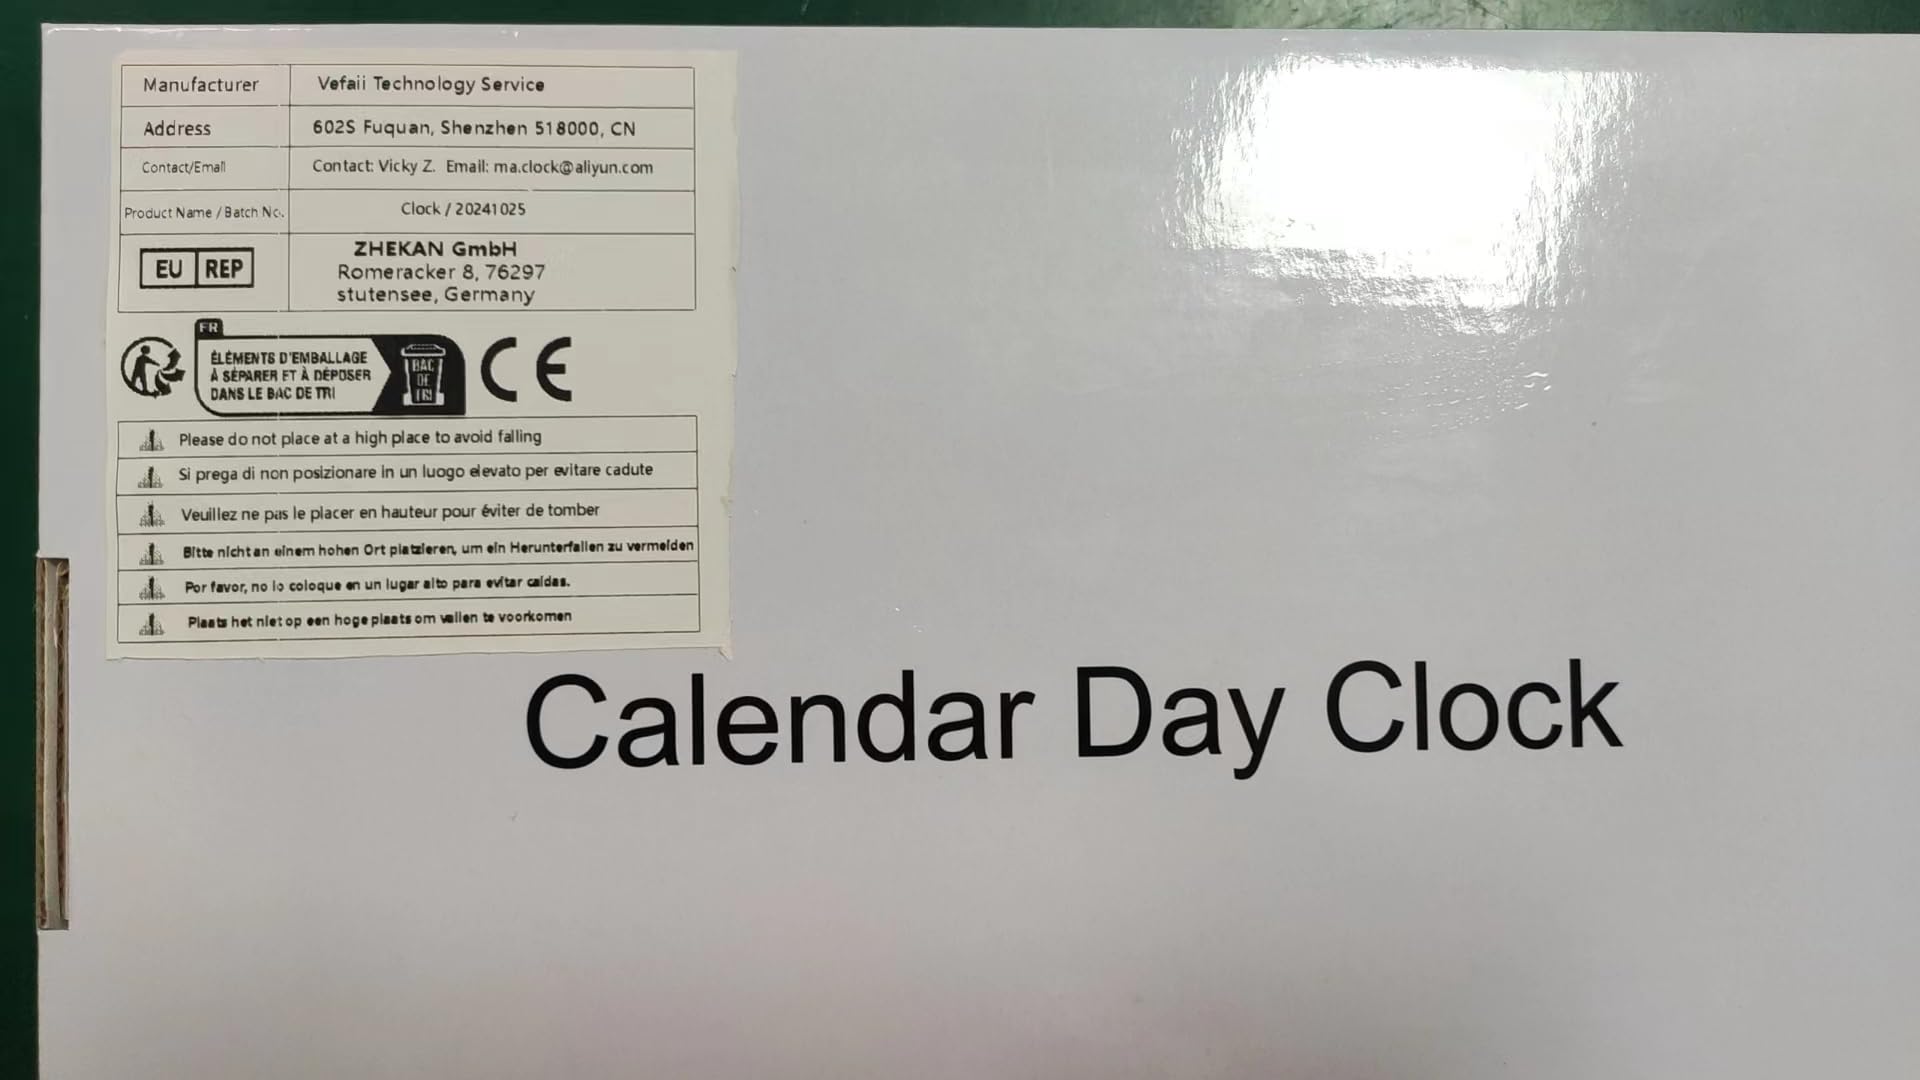 Manufacturer Vefaii Technology Service
Address 602S Fuquan, Shenzhen 518000, CN
Contact/Email Contact: Vicky Z. Email: ma.clock@aliyun.com
Product Name / Batch No. Clock / 20241025
EU REP
ZHEKAN GmbH
Romeracker 8, 76297
stutensee, Germany
FR
ÉLÉMENTS D'EMBALLAGE
À SÉPARER ET À DÉPOSER
DANS LE BAC DE TRI
BAC
DE
TRI
CE
Please do not place at a high place to avoid falling
Si prega di non posizionare in un luogo elevato per evitare cadute
Veuillez ne pas le placer en hauteur pour éviter de tomber
Bitte nicht an einem hohen Ort platzieren, um ein Herunterfallen zu vermeiden
Por favor, no lo coloque en un lugar alto para evitar caídas.
Plaats het niet op een hoge plaats om vallen te voorkomen
Calendar Day Clock